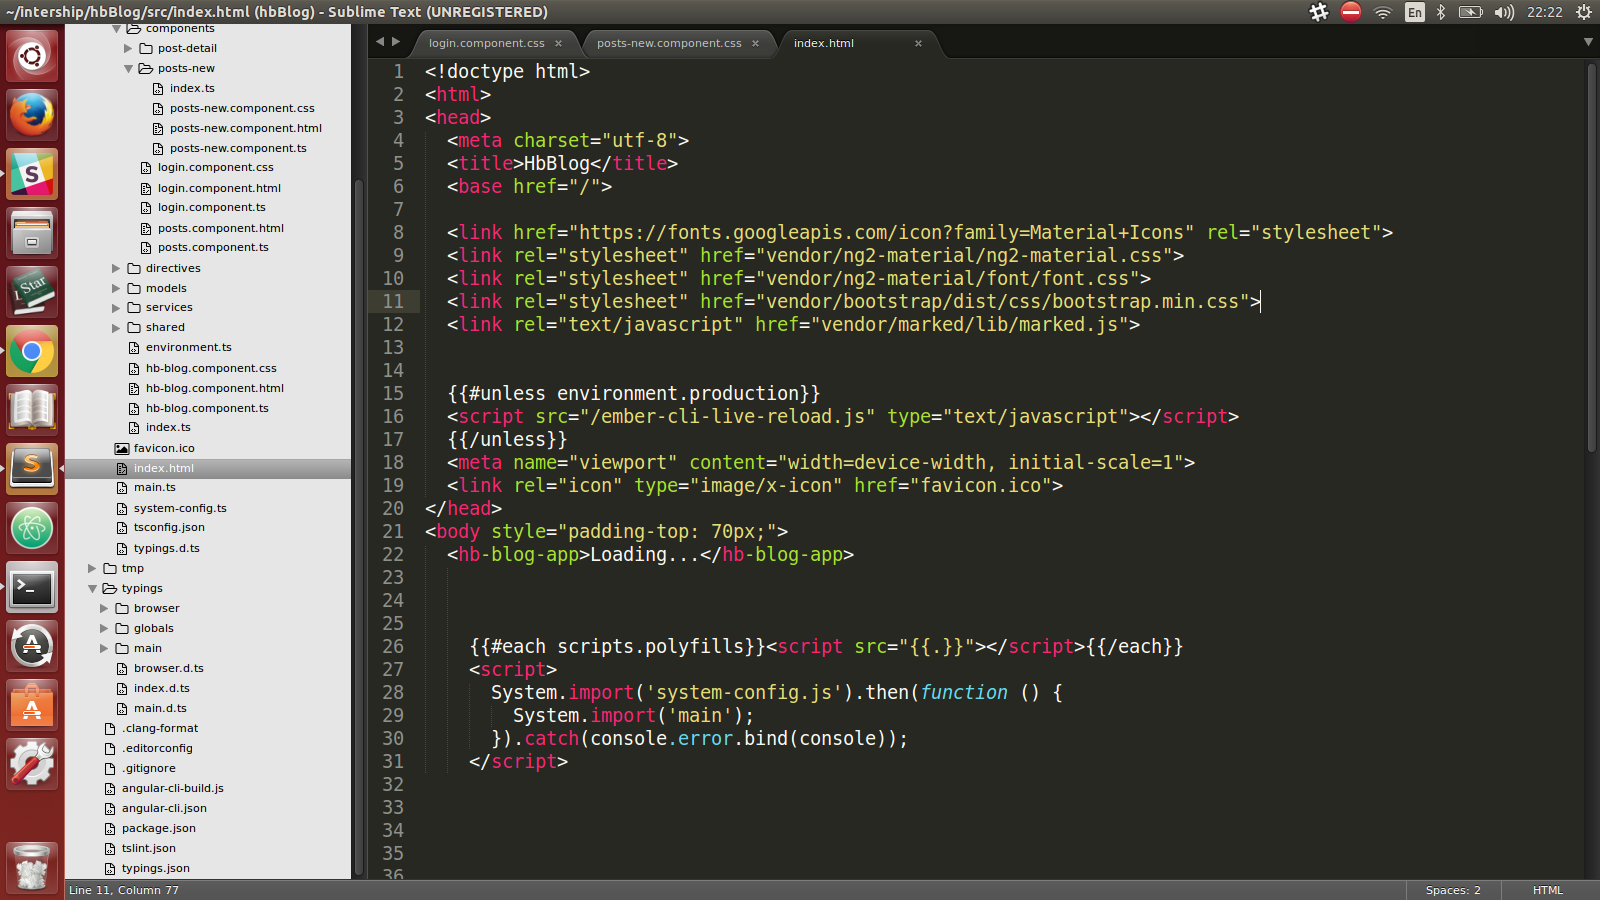 ~/intership/hbBlog/src/index.html (hbBlog) - Sublime Text (UNREGISTERED)
En
22:22
components
post-detail
posts-new
index.ts
posts-new.component.css
posts-new.component.html
posts-new.component.ts
login.component.css
login.component.html
login.component.ts
posts.component.html
posts.component.ts
directives
models
services
shared
environment.ts
hb-blog.component.css
hb-blog.component.html
hb-blog.component.ts
index.ts
favicon.ico
index.html
main.ts
system-config.ts
tsconfig.json
typings.d.ts
tmp
typings
browser
globals
main
browser.d.ts
index.d.ts
main.d.ts
.clang-format
.editorconfig
.gitignore
angular-cli-build.js
angular-cli.json
package.json
tslint.json
typings.json
login.component.css × posts-new.component.css × index.html ×
1 <!doctype html>
2 <html>
3 <head>
4 <meta charset="utf-8">
5 <title>HbBlog</title>
6 <base href="/">
7
8 <link href="https://fonts.googleapis.com/icon?family=Material+Icons" rel="stylesheet">
9 <link rel="stylesheet" href="vendor/ng2-material/ng2-material.css">
10 <link rel="stylesheet" href="vendor/ng2-material/font/font.css">
11 <link rel="stylesheet" href="vendor/bootstrap/dist/css/bootstrap.min.css">
12 <link rel="text/javascript" href="vendor/marked/lib/marked.js">
13
14
15 {{#unless environment.production}}
16 <script src="/ember-cli-live-reload.js" type="text/javascript"></script>
17 {{/unless}}
18 <meta name="viewport" content="width=device-width, initial-scale=1">
19 <link rel="icon" type="image/x-icon" href="favicon.ico">
20 </head>
21 <body style="padding-top: 70px;">
22 <hb-blog-app>Loading...</hb-blog-app>
23
24
25
26 {{#each scripts.polyfills}}<script src="{{.}}"></script>{{/each}}
27 <script>
28 System.import('system-config.js').then(function () {
29 System.import('main');
30 }).catch(console.error.bind(console));
31 </script>
32
33
34
35
36
Line 11, Column 77
Spaces: 2
HTML